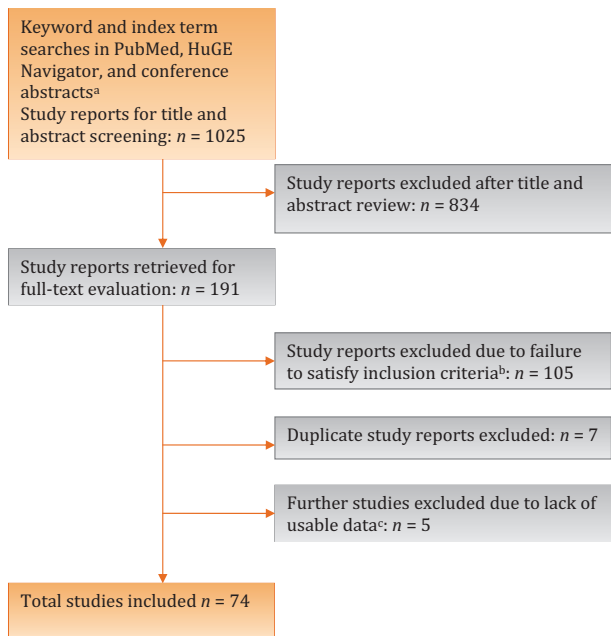 Keyword and index term
searches in PubMed, HuGE
Navigator, and conference
abstractsᵃ
Study reports for title and
abstract screening: n = 1025
Study reports excluded after title and
abstract review: n = 834
Study reports retrieved for
full-text evaluation: n = 191
Study reports excluded due to failure
to satisfy inclusion criteriaᵇ: n = 105
Duplicate study reports excluded: n = 7
Further studies excluded due to lack of
usable dataᶜ: n = 5
Total studies included n = 74